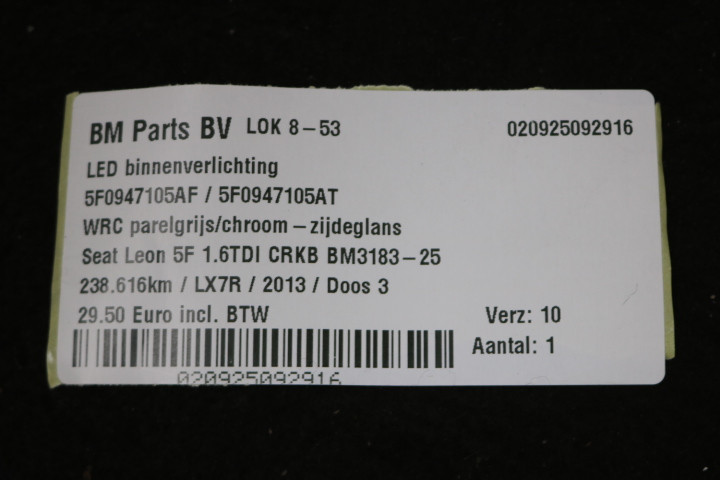 BM Parts BV LOK 8-53 020925092916
LED binnenverlichting
5F0947105AF / 5F0947105AT
WRC parelgrijs/chroom - zijdeglans
Seat Leon 5F 1.6TDI CRKB BM3183-25
238.616km / LX7R / 2013 / Doos 3
29.50 Euro incl. BTW Verz: 10
Aantal: 1
020925092916